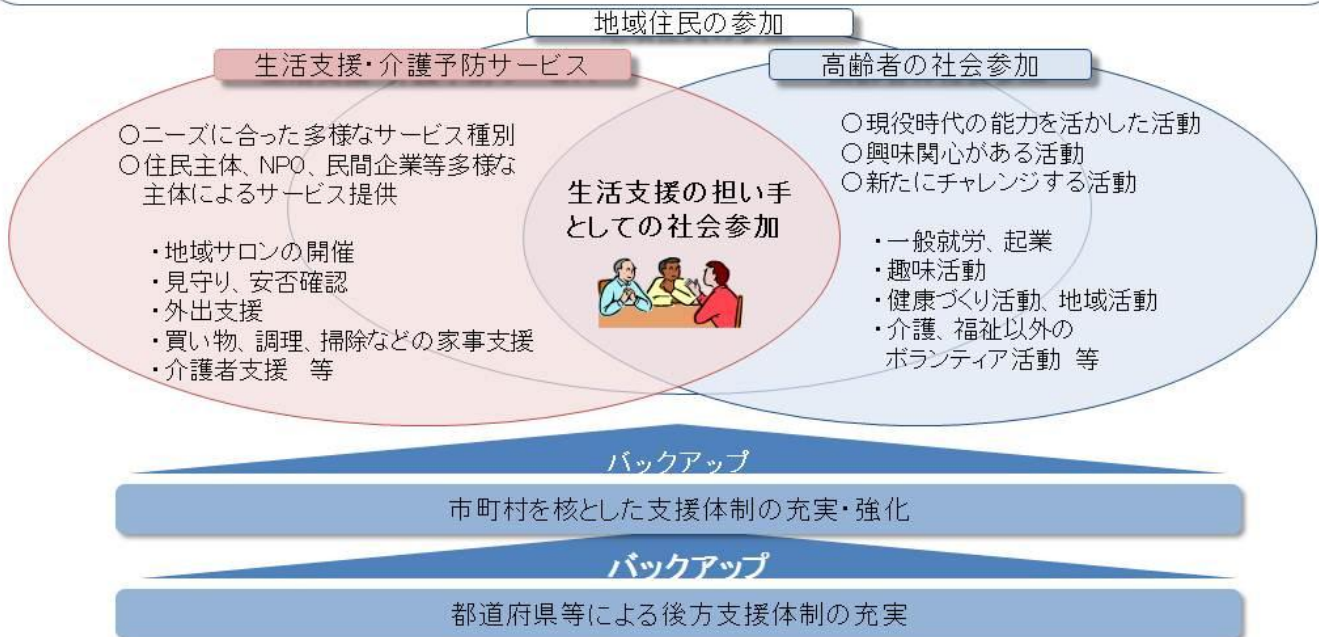 地域住民の参加
生活支援・介護予防サービス
高齢者の社会参加
○ニーズに合った多様なサービス種別
○住民主体、NPO、民間企業等多様な
主体によるサービス提供
・地域サロンの開催
・見守り、安否確認
・外出支援
・買い物、調理、掃除などの家事支援
・介護者支援 等
生活支援の担い手
としての社会参加
○現役時代の能力を活かした活動
○興味関心がある活動
○新たにチャレンジする活動
・一般就労、起業
・趣味活動
・健康づくり活動、地域活動
・介護、福祉以外の
ボランティア活動 等
バックアップ
市町村を核とした支援体制の充実・強化
バックアップ
都道府県等による後方支援体制の充実